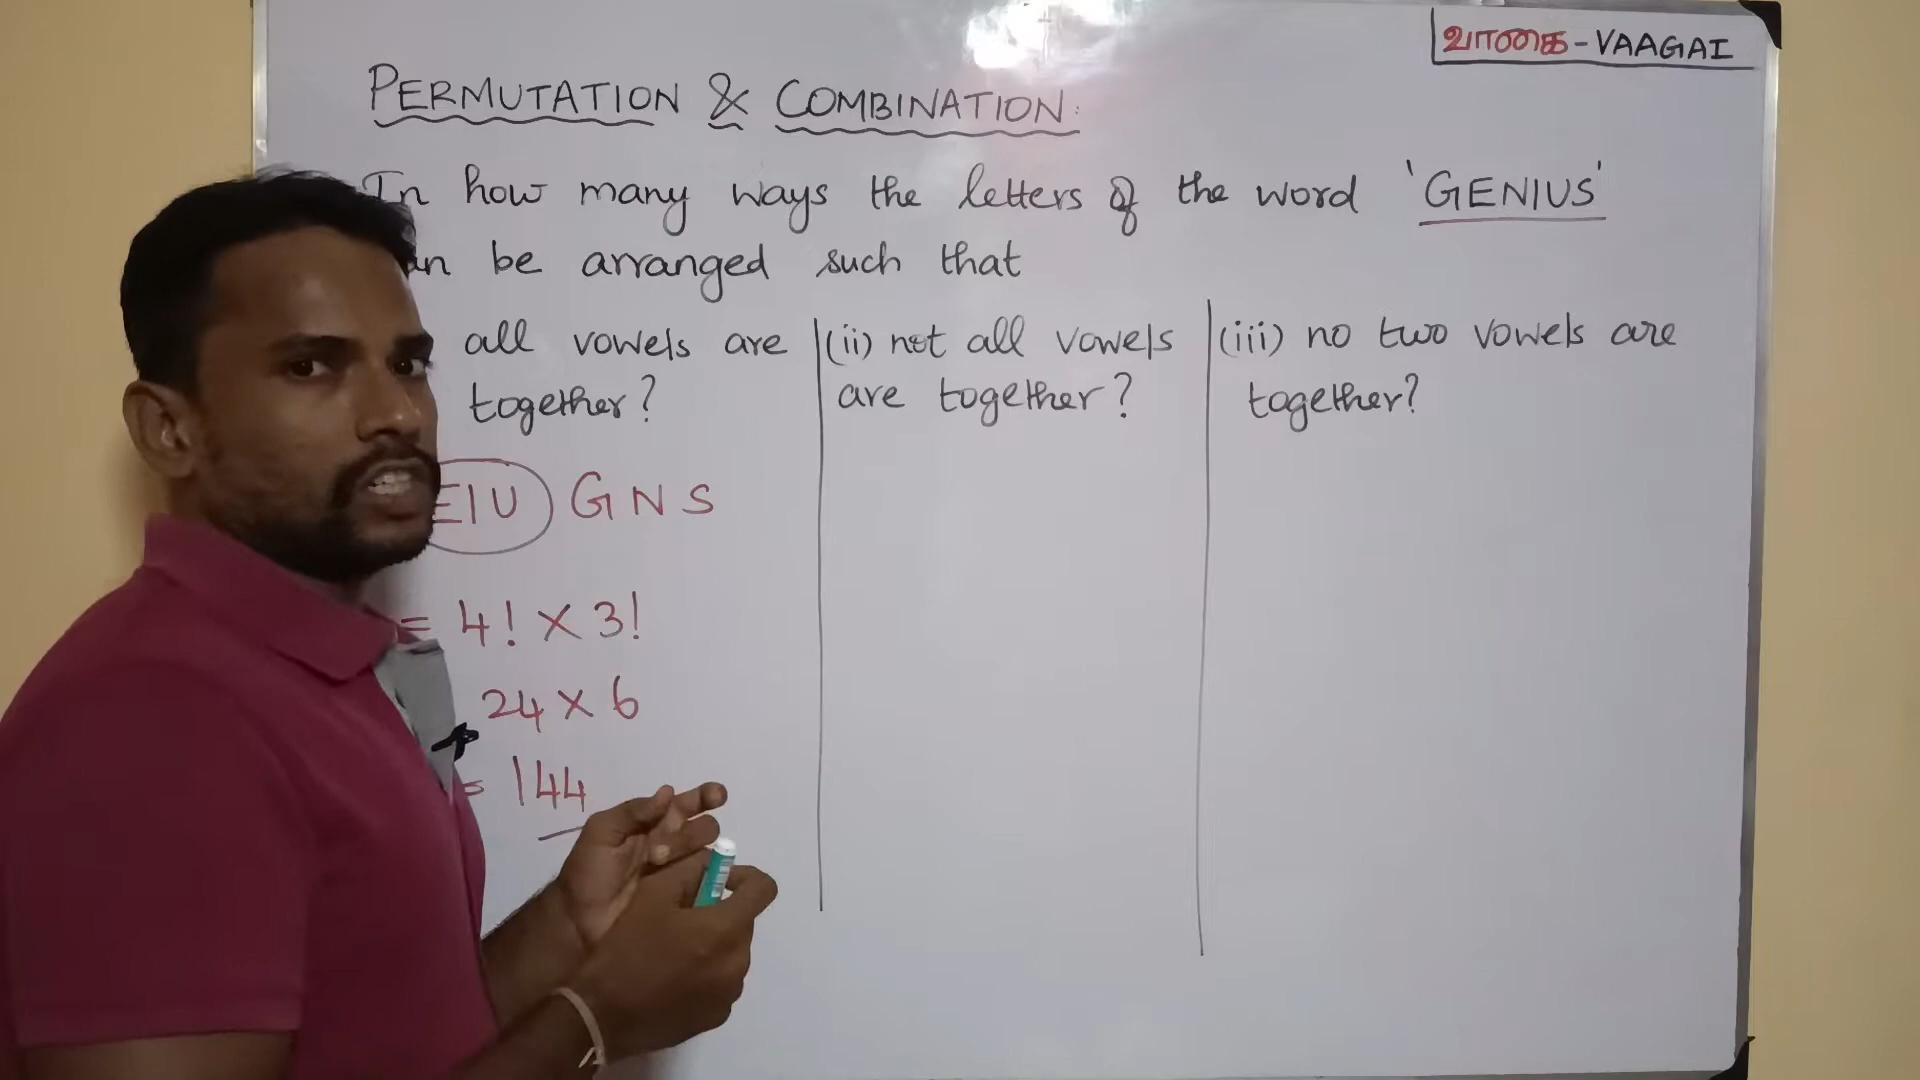 வாகை - VAAGAI
PERMUTATION & COMBINATION:
In how many ways the letters of the word 'GENIUS'
be arranged such that
all vowels are
together?
EIU GNS
= 4! × 3!
24 × 6
= 144
(ii) not all vowels
are together?
(iii) no two vowels are
together?